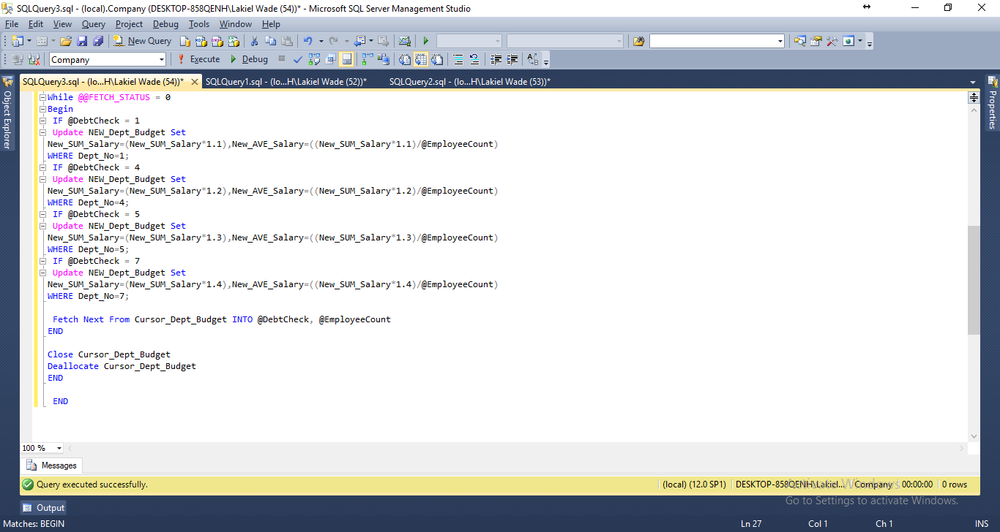 SQLQuery3.sql - (local).Company (DESKTOP-858QENH\Lakiel Wade (54))* - Microsoft SQL Server Management Studio
File Edit View Query Project Debug Tools Window Help
New Query
Company Execute Debug
SQLQuery3.sql - (lo...H\Lakiel Wade (54))* SQLQuery1.sql - (lo...H\Lakiel Wade (52))* SQLQuery2.sql - (lo...H\Lakiel Wade (53))*
Object Explorer
Properties
While @@FETCH_STATUS = 0
Begin
IF @DebtCheck = 1
Update NEW_Dept_Budget Set
New_SUM_Salary=(New_SUM_Salary*1.1),New_AVE_Salary=((New_SUM_Salary*1.1)/@EmployeeCount)
WHERE Dept_No=1;
IF @DebtCheck = 4
Update NEW_Dept_Budget Set
New_SUM_Salary=(New_SUM_Salary*1.2),New_AVE_Salary=((New_SUM_Salary*1.2)/@EmployeeCount)
WHERE Dept_No=4;
IF @DebtCheck = 5
Update NEW_Dept_Budget Set
New_SUM_Salary=(New_SUM_Salary*1.3),New_AVE_Salary=((New_SUM_Salary*1.3)/@EmployeeCount)
WHERE Dept_No=5;
IF @DebtCheck = 7
Update NEW_Dept_Budget Set
New_SUM_Salary=(New_SUM_Salary*1.4),New_AVE_Salary=((New_SUM_Salary*1.4)/@EmployeeCount)
WHERE Dept_No=7;
Fetch Next From Cursor_Dept_Budget INTO @DebtCheck, @EmployeeCount
END
Close Cursor_Dept_Budget
Deallocate Cursor_Dept_Budget
END
END
100 %
Messages
Query executed successfully. (local) (12.0 SP1) DESKTOP-858QENH\Lakiel... Company 00:00:00 0 rows
Activate Windows
Go to Settings to activate Windows.
Output
Matches: BEGIN Ln 27 Col 1 Ch 1 INS